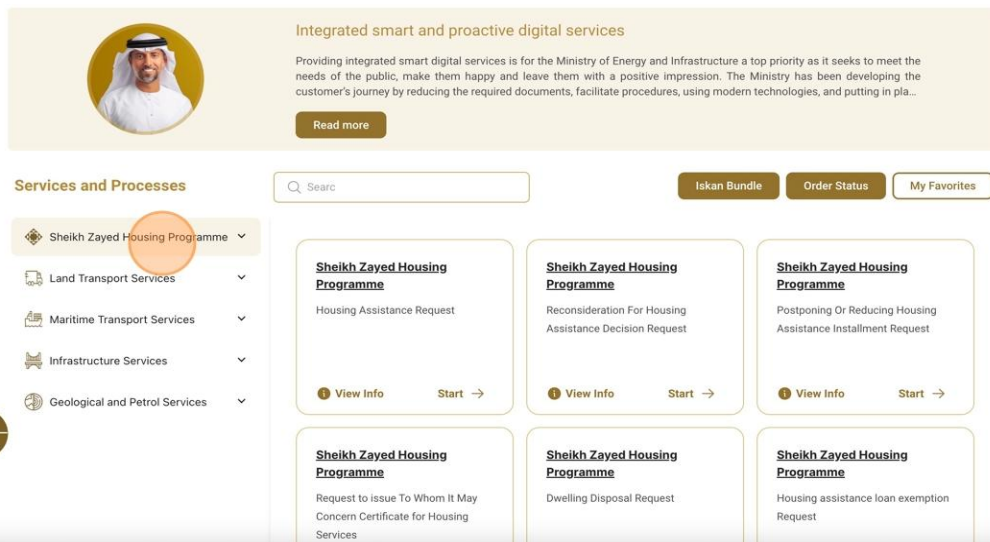 Integrated smart and proactive digital services
Providing integrated smart digital services is for the Ministry of Energy and Infrastructure a top priority as it seeks to meet the
needs of the public, make them happy and leave them with a positive impression. The Ministry has been developing the
customer's journey by reducing the required documents, facilitate procedures, using modern technologies, and putting in pla...
Read more
Services and Processes
Searc
Iskan Bundle
Order Status
My Favorites
Sheikh Zayed Housing Programme
Land Transport Services
Maritime Transport Services
Infrastructure Services
Geological and Petrol Services
Sheikh Zayed Housing
Programme
Housing Assistance Request
View Info
Start
Sheikh Zayed Housing
Programme
Reconsideration For Housing
Assistance Decision Request
View Info
Start
Sheikh Zayed Housing
Programme
Postponing Or Reducing Housing
Assistance Installment Request
View Info
Start
Sheikh Zayed Housing
Programme
Request to issue To Whom It May
Concern Certificate for Housing
Services
Sheikh Zayed Housing
Programme
Dwelling Disposal Request
Sheikh Zayed Housing
Programme
Housing assistance loan exemption
Request